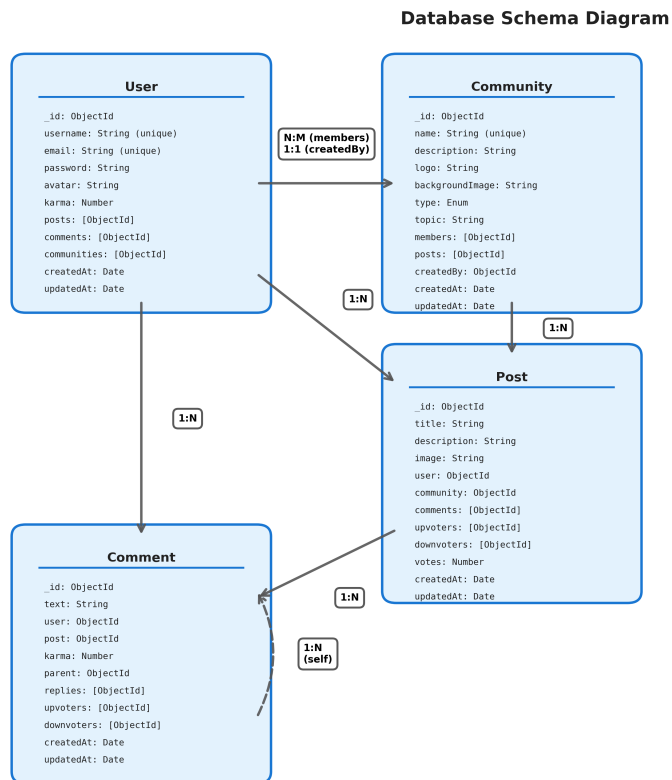 Database Schema Diagram
User
_id: ObjectId
username: String (unique)
email: String (unique)
password: String
avatar: String
karma: Number
posts: [ObjectId]
comments: [ObjectId]
communities: [ObjectId]
createdAt: Date
updatedAt: Date
N:M (members)
1:1 (createdBy)
Community
_id: ObjectId
name: String (unique)
description: String
logo: String
backgroundImage: String
type: Enum
topic: String
members: [ObjectId]
posts: [ObjectId]
createdBy: ObjectId
createdAt: Date
updatedAt: Date
1:N
1:N
1:N
Post
_id: ObjectId
title: String
description: String
image: String
user: ObjectId
community: ObjectId
comments: [ObjectId]
upvoters: [ObjectId]
downvoters: [ObjectId]
votes: Number
createdAt: Date
updatedAt: Date
Comment
_id: ObjectId
text: String
user: ObjectId
post: ObjectId
karma: Number
parent: ObjectId
replies: [ObjectId]
upvoters: [ObjectId]
downvoters: [ObjectId]
createdAt: Date
updatedAt: Date
1:N
1:N
(self)